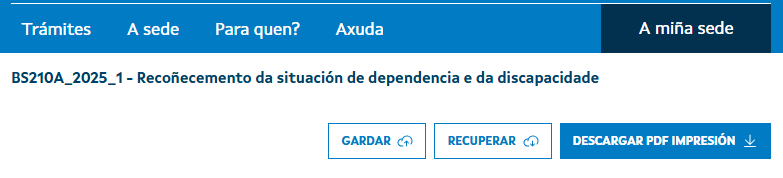 Trámites A sede Para quen? Axuda A miña sede
BS210A_2025_1 - Recoñecemento da situación de dependencia e da discapacidade
GARDAR RECUPERAR DESCARGAR PDF IMPRESIÓN